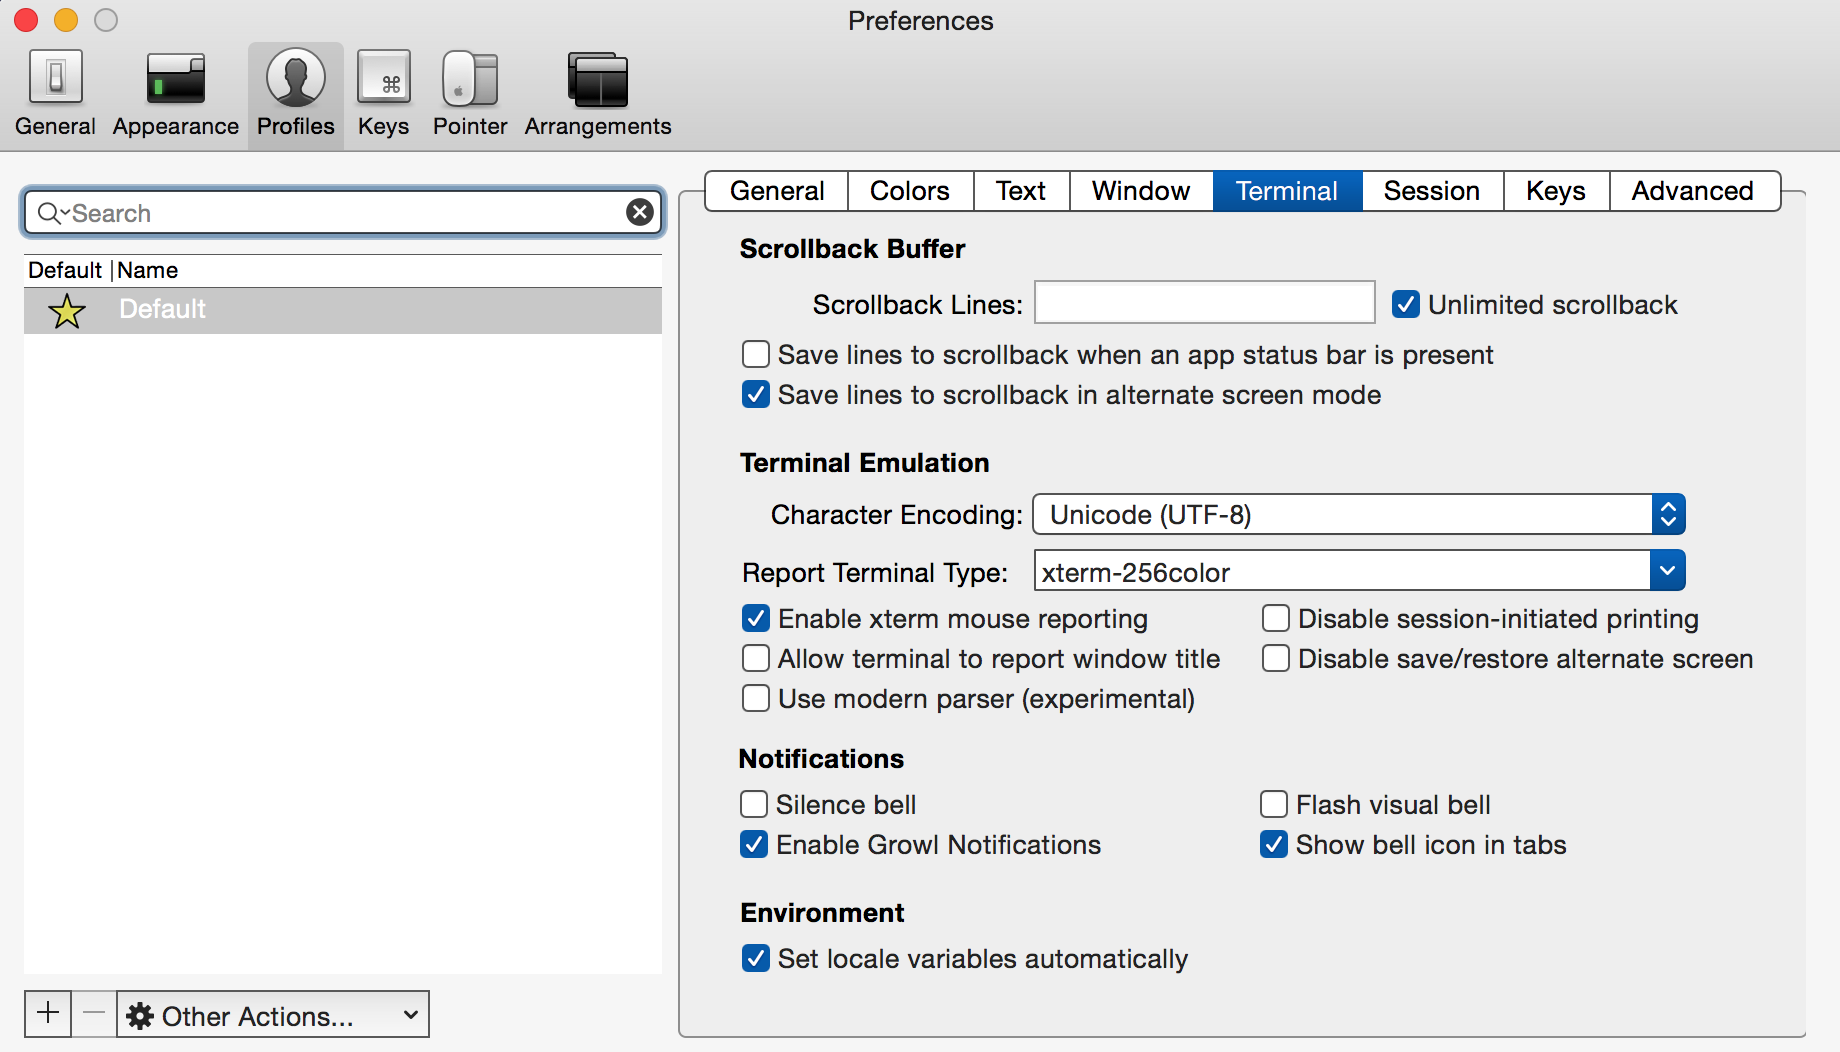 Preferences
General Appearance Profiles Keys Pointer Arrangements
Search
Default Name
Default
Other Actions...
General Colors Text Window Terminal Session Keys Advanced
Scrollback Buffer
Scrollback Lines: Unlimited scrollback
Save lines to scrollback when an app status bar is present
Save lines to scrollback in alternate screen mode
Terminal Emulation
Character Encoding: Unicode (UTF-8)
Report Terminal Type: xterm-256color
Enable xterm mouse reporting Disable session-initiated printing
Allow terminal to report window title Disable save/restore alternate screen
Use modern parser (experimental)
Notifications
Silence bell Flash visual bell
Enable Growl Notifications Show bell icon in tabs
Environment
Set locale variables automatically